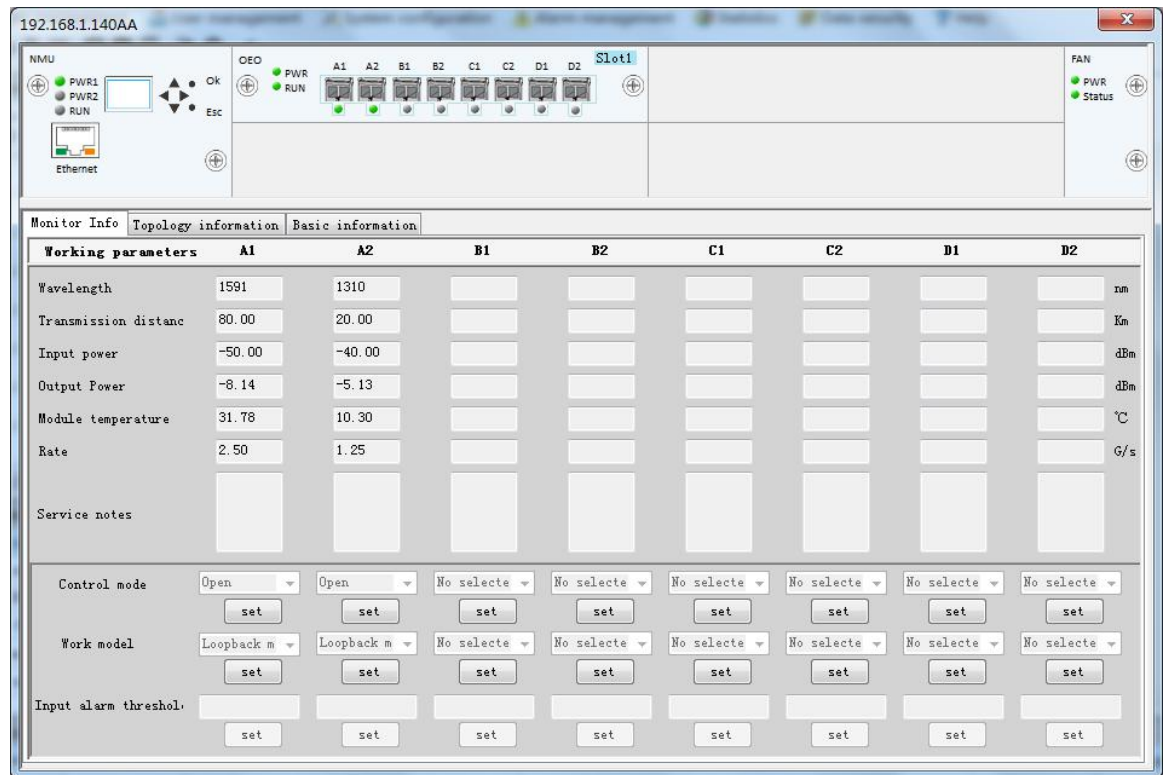 192.168.1.140AA
NMU
PWR1
PWR2
RUN
Ok
Esc
Ethernet
OEO
PWR
RUN
A1 A2 B1 B2 C1 C2 D1 D2
Slot1
FAN
PWR
Status
Monitor Info Topology information Basic information
Working parameters A1 A2 B1 B2 C1 C2 D1 D2
Wavelength 1591 1310 nm
Transmission distanc 80.00 20.00 Km
Input power -50.00 -40.00 dBm
Output Power -8.14 -5.13 dBm
Module temperature 31.78 10.30 ℃
Rate 2.50 1.25 G/s
Service notes
Control mode Open Open No selecte No selecte No selecte No selecte No selecte No selecte
set set set set set set set set
Work model Loopback m Loopback m No selecte No selecte No selecte No selecte No selecte No selecte
set set set set set set set set
Input alarm threshol
set set set set set set set set